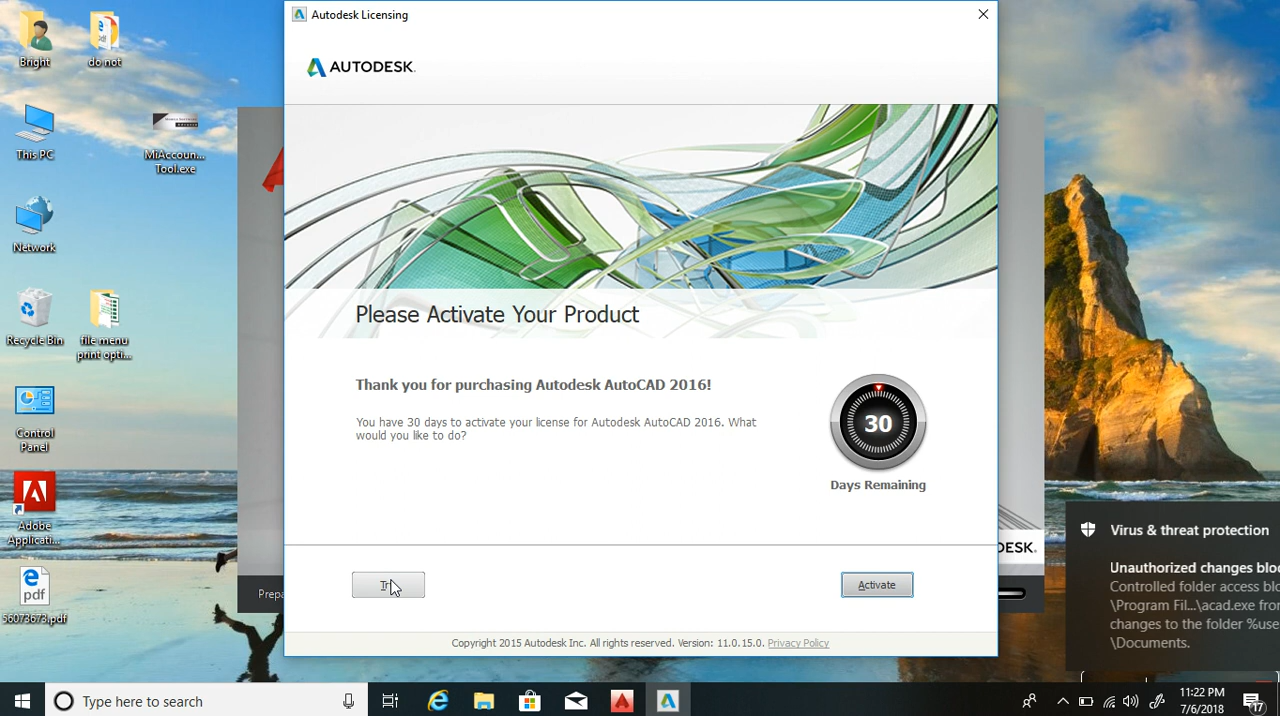 Autodesk Licensing
AUTODESK.
Please Activate Your Product
Thank you for purchasing Autodesk AutoCAD 2016!
You have 30 days to activate your license for Autodesk AutoCAD 2016. What
would you like to do?
30
Days Remaining
Activate
Copyright 2015 Autodesk Inc. All rights reserved. Version: 11.0.15.0. Privacy Policy
Bright
do not
This PC
MiAccoun...
Tool.exe
Network
Recycle Bin
file menu
print opti...
Control
Panel
Adobe
Applicati...
pdf
56073673.pdf
DESK.
Prepa
Virus & threat protection
Unauthorized changes bloc
Controlled folder access blo
\Program Fil...\acad.exe from
changes to the folder %use
\Documents.
Type here to search
11:22 PM
7/6/2018
17